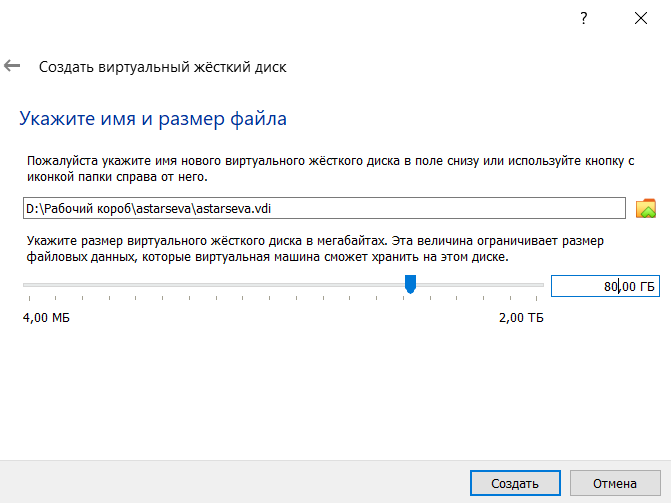 ?
Создать виртуальный жёсткий диск
Укажите имя и размер файла
Пожалуйста укажите имя нового виртуального жёсткого диска в поле снизу или используйте кнопку с
иконкой папки справа от него.
D:\Рабочий короб\astarseva\astarseva.vdi
Укажите размер виртуального жёсткого диска в мегабайтах. Эта величина ограничивает размер
файловых данных, которые виртуальная машина сможет хранить на этом диске.
80,00 ГБ
4,00 МБ 2,00 ТБ
Создать Отмена